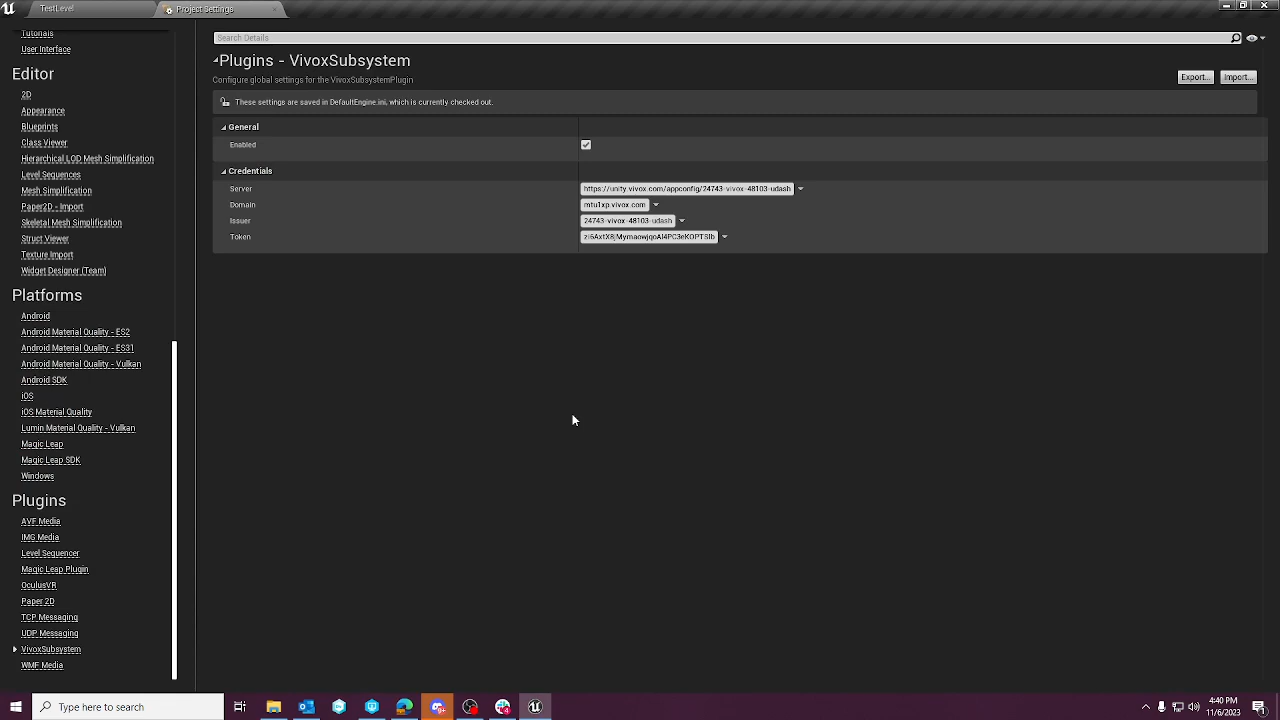 TestLevel
Project Settings
Tutorials
User Interface
Editor
2D
Appearance
Blueprints
Class Viewer
Hierarchical LOD Mesh Simplification
Level Sequences
Mesh Simplification
Paper2D - Import
Skeletal Mesh Simplification
Struct Viewer
Texture Import
Widget Designer (Team)
Platforms
Android
Android Material Quality - ES2
Android Material Quality - ES31
Android Material Quality - Vulkan
Android SDK
iOS
iOS Material Quality
Lumin Material Quality - Vulkan
Magic Leap
Magic Leap SDK
Windows
Plugins
AVF Media
IMG Media
Level Sequencer
Magic Leap Plugin
OculusVR
Paper 2D
TCP Messaging
UDP Messaging
VivoxSubsystem
WMF Media
Search Details
Plugins - VivoxSubsystem
Configure global settings for the VivoxSubsystemPlugin
Export... Import...
These settings are saved in DefaultEngine.ini, which is currently checked out.
General
Enabled
Credentials
Server https://unity.vivox.com/appconfig/24743-vivox-48103-udash
Domain mtu1xp.vivox.com
Issuer 24743-vivox-48103-udash
Token
Type here to search
4:40 PM
11/6/2023